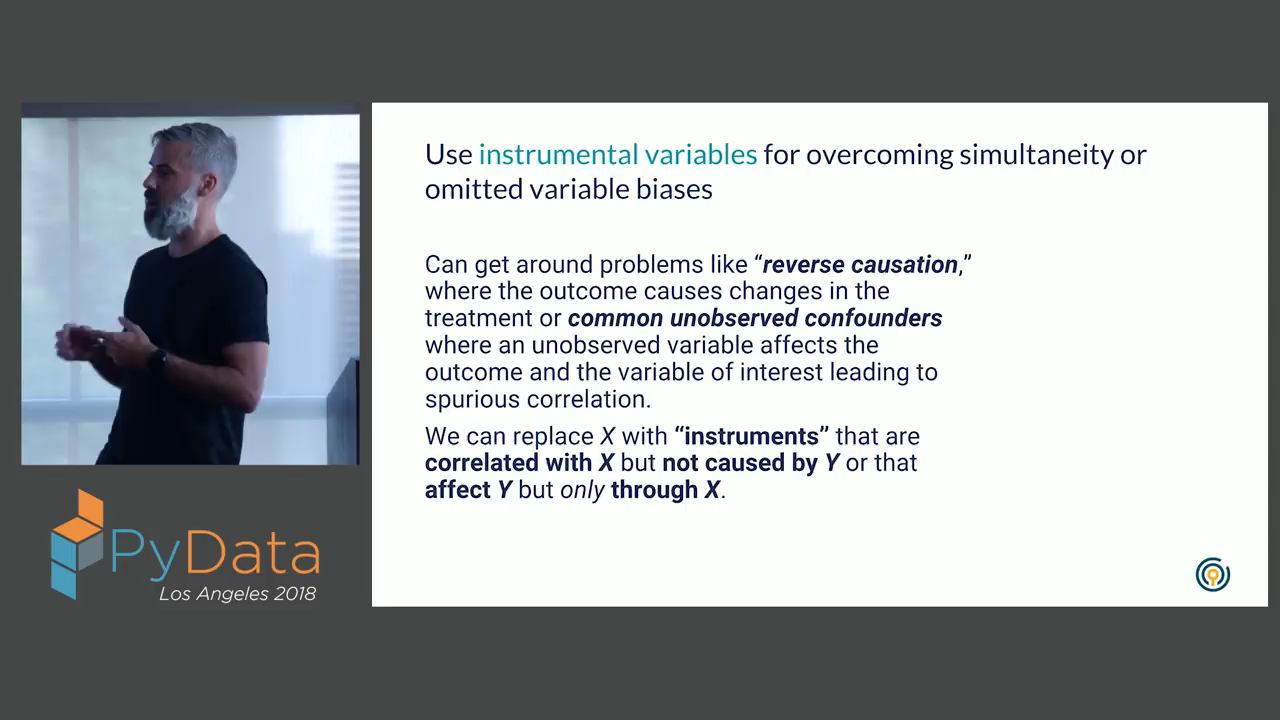 Use instrumental variables for overcoming simultaneity or
omitted variable biases
Can get around problems like “reverse causation,”
where the outcome causes changes in the
treatment or common unobserved confounders
where an unobserved variable affects the
outcome and the variable of interest leading to
spurious correlation.
We can replace X with “instruments” that are
correlated with X but not caused by Y or that
affect Y but only through X.
PyData
Los Angeles 2018